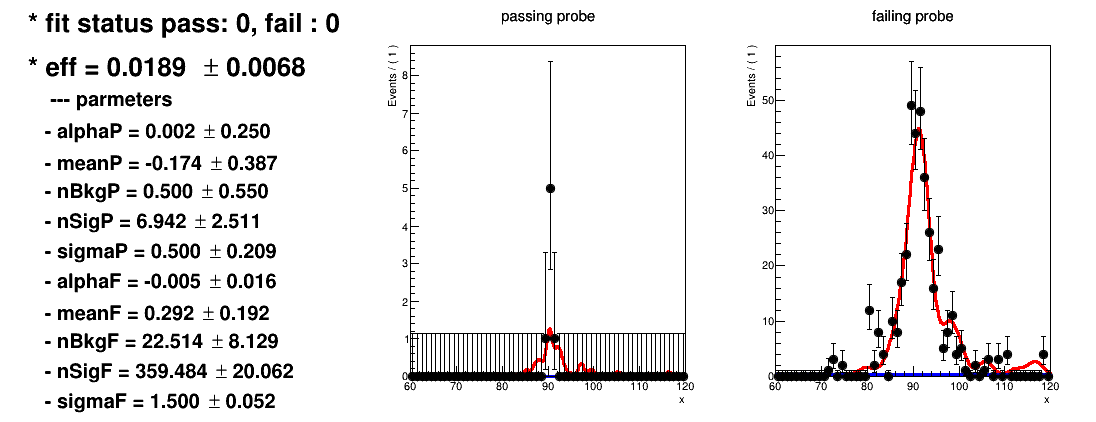 * fit status pass: 0, fail : 0
* eff = 0.0189 ± 0.0068
--- parmeters
- alphaP = 0.002 ± 0.250
- meanP = -0.174 ± 0.387
- nBkgP = 0.500 ± 0.550
- nSigP = 6.942 ± 2.511
- sigmaP = 0.500 ± 0.209
- alphaF = -0.005 ± 0.016
- meanF = 0.292 ± 0.192
- nBkgF = 22.514 ± 8.129
- nSigF = 359.484 ± 20.062
- sigmaF = 1.500 ± 0.052
passing probe
Events / ( 1 )
8
7
6
5
4
3
2
1
0
60 70 80 90 100 110 120
x
failing probe
Events / ( 1 )
50
40
30
20
10
0
60 70 80 90 100 110 120
x